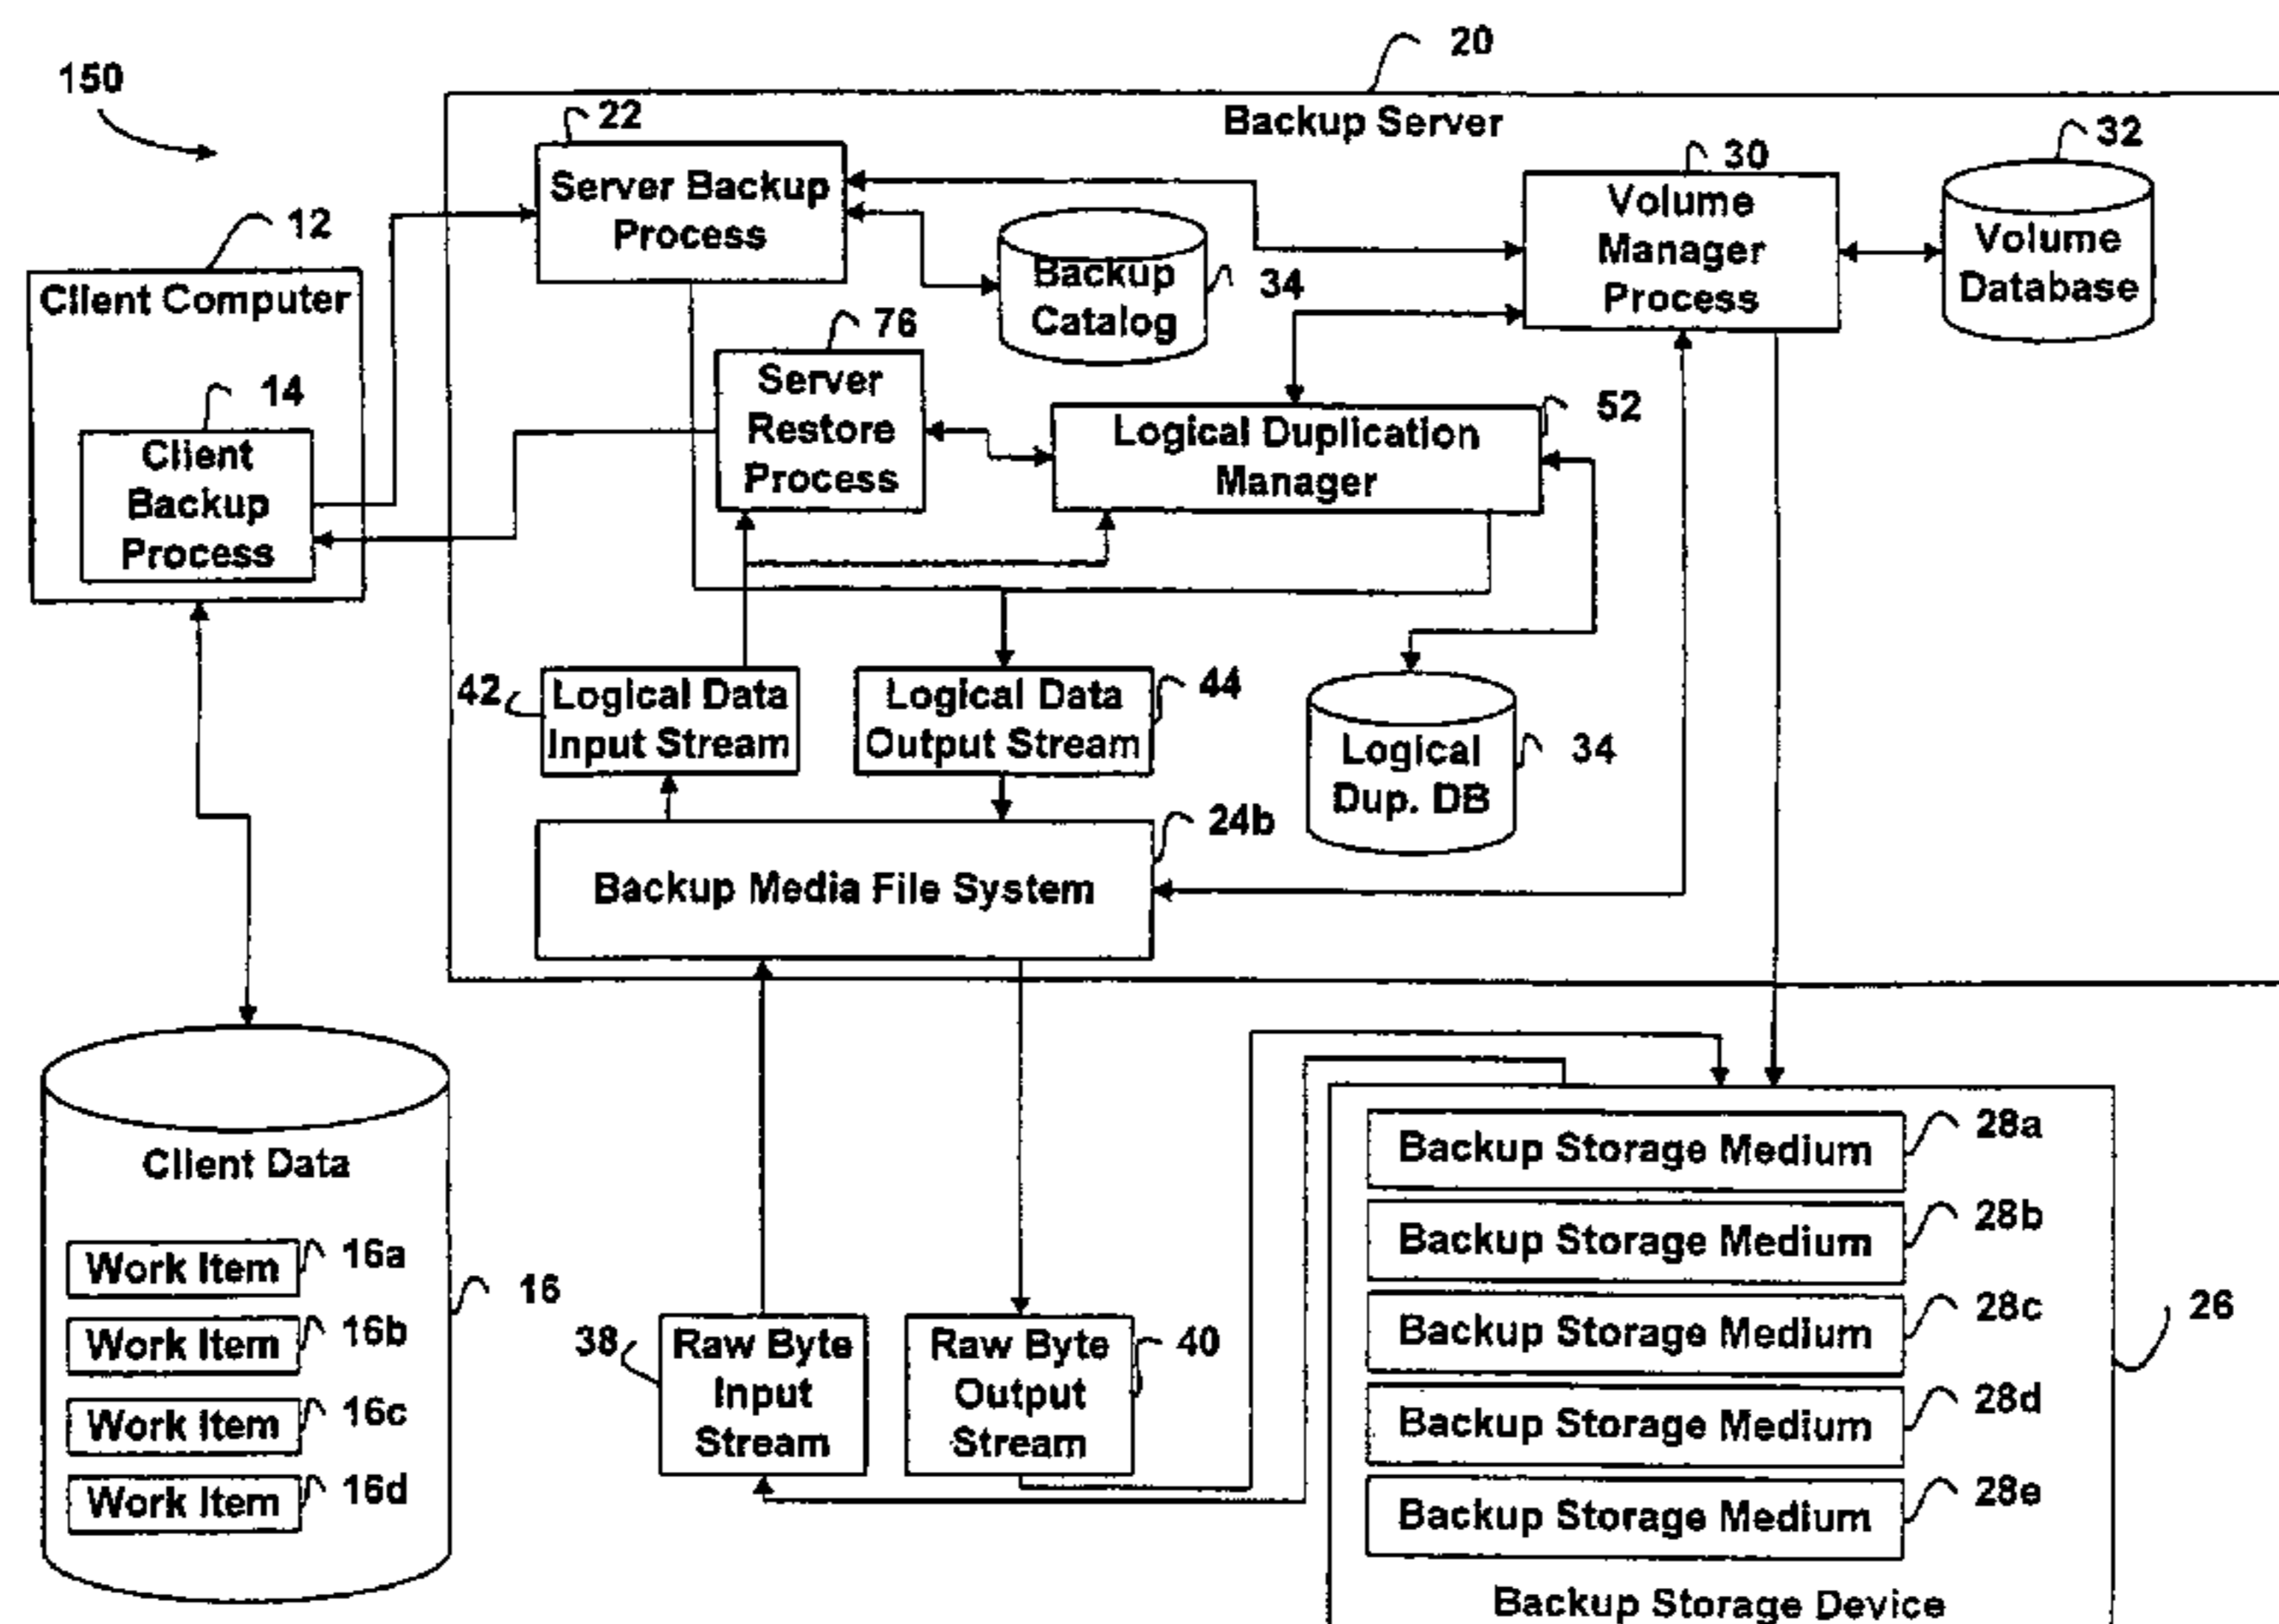 150
20
Backup Server
22
Server Backup
Process
30
Volume
Manager
Process
32
Volume
Database
12
Client Computer
Backup
Catalog
34
76
Server
Restore
Process
14
Client
Backup
Process
52
Logical Duplication
Manager
42
Logical Data
Input Stream
Logical Data
Output Stream
44
Logical
Dup. DB
34
24b
Backup Media File System
Client Data
Work Item
16a
Work Item
16b
Work Item
16c
Work Item
16d
16
38
Raw Byte
Input
Stream
Raw Byte
Output
Stream
40
Backup Storage Medium
28a
Backup Storage Medium
28b
Backup Storage Medium
28c
Backup Storage Medium
28d
Backup Storage Medium
28e
26
Backup Storage Device